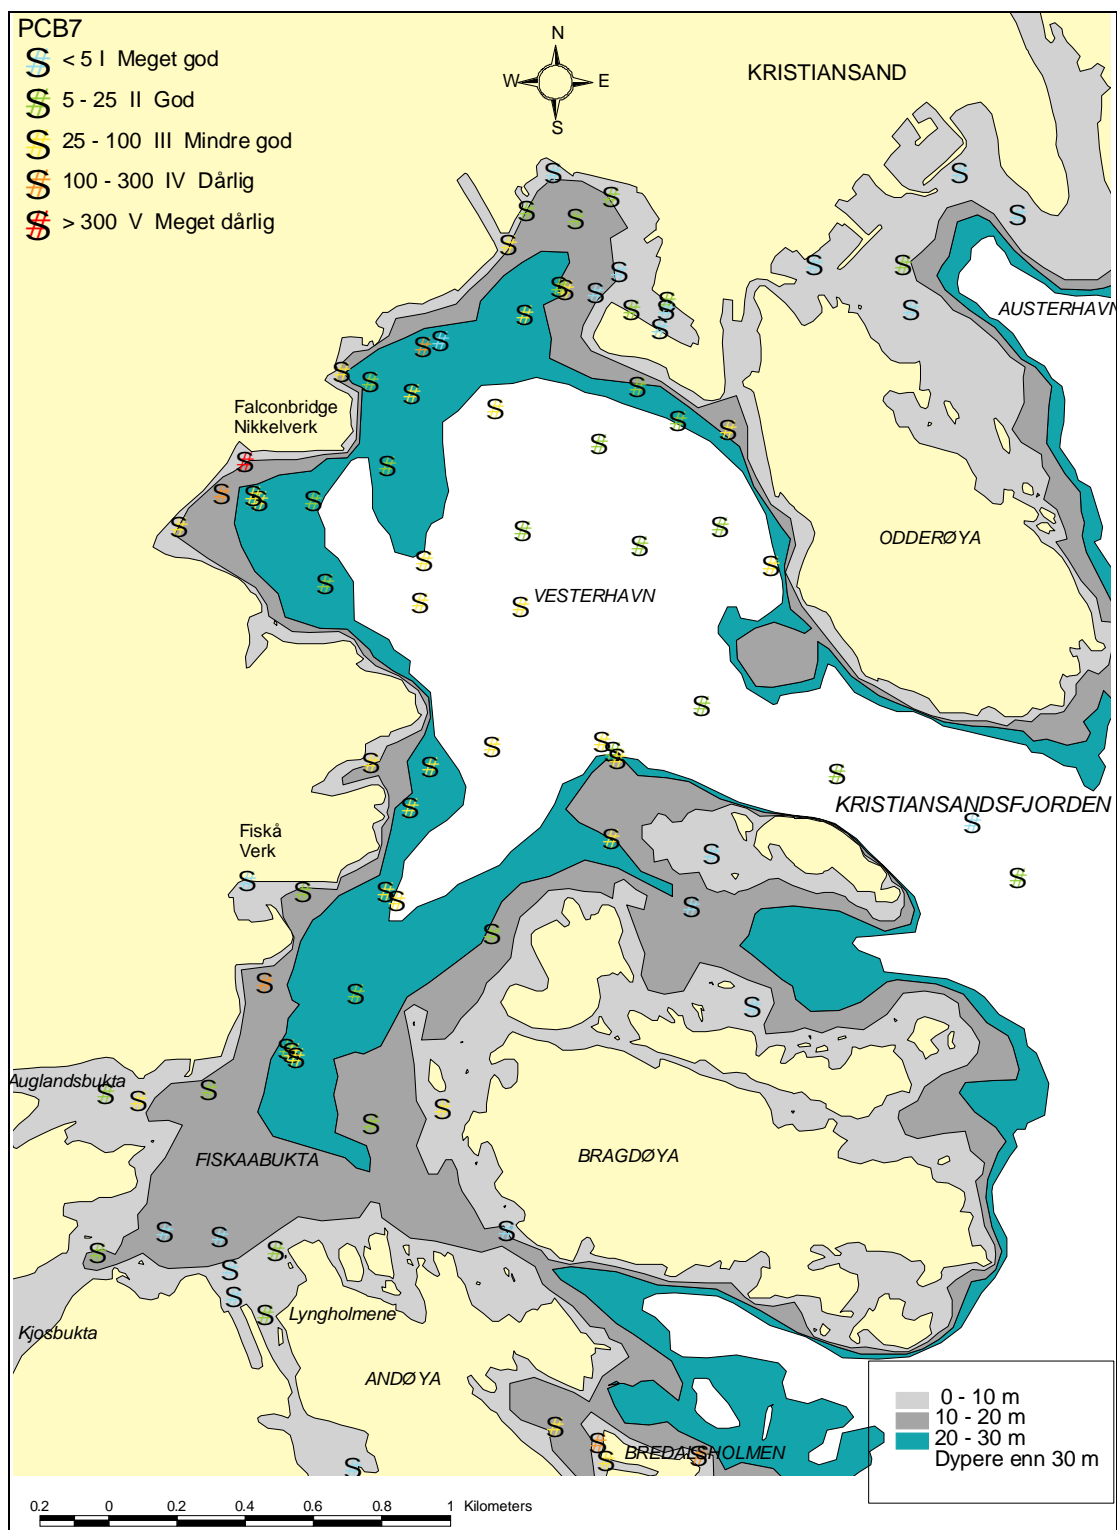 PCB7
< 5 I Meget god
5 - 25 II God
25 - 100 III Mindre god
100 - 300 IV Dårlig
> 300 V Meget dårlig
N
W E
S
KRISTIANSAND
AUSTERHAVN
Falconbridge
Nikkelverk
ODDERØYA
VESTERHAVN
KRISTIANSANDSFJORDEN
Fiskå
Verk
Auglandsbukta
FISKAABUKTA
BRAGDØYA
Lyngholmene
Kjosbukta
ANDØYA
BREDALSHOLMEN
0 - 10 m
10 - 20 m
20 - 30 m
Dypere enn 30 m
0.2 0 0.2 0.4 0.6 0.8 1 Kilometers